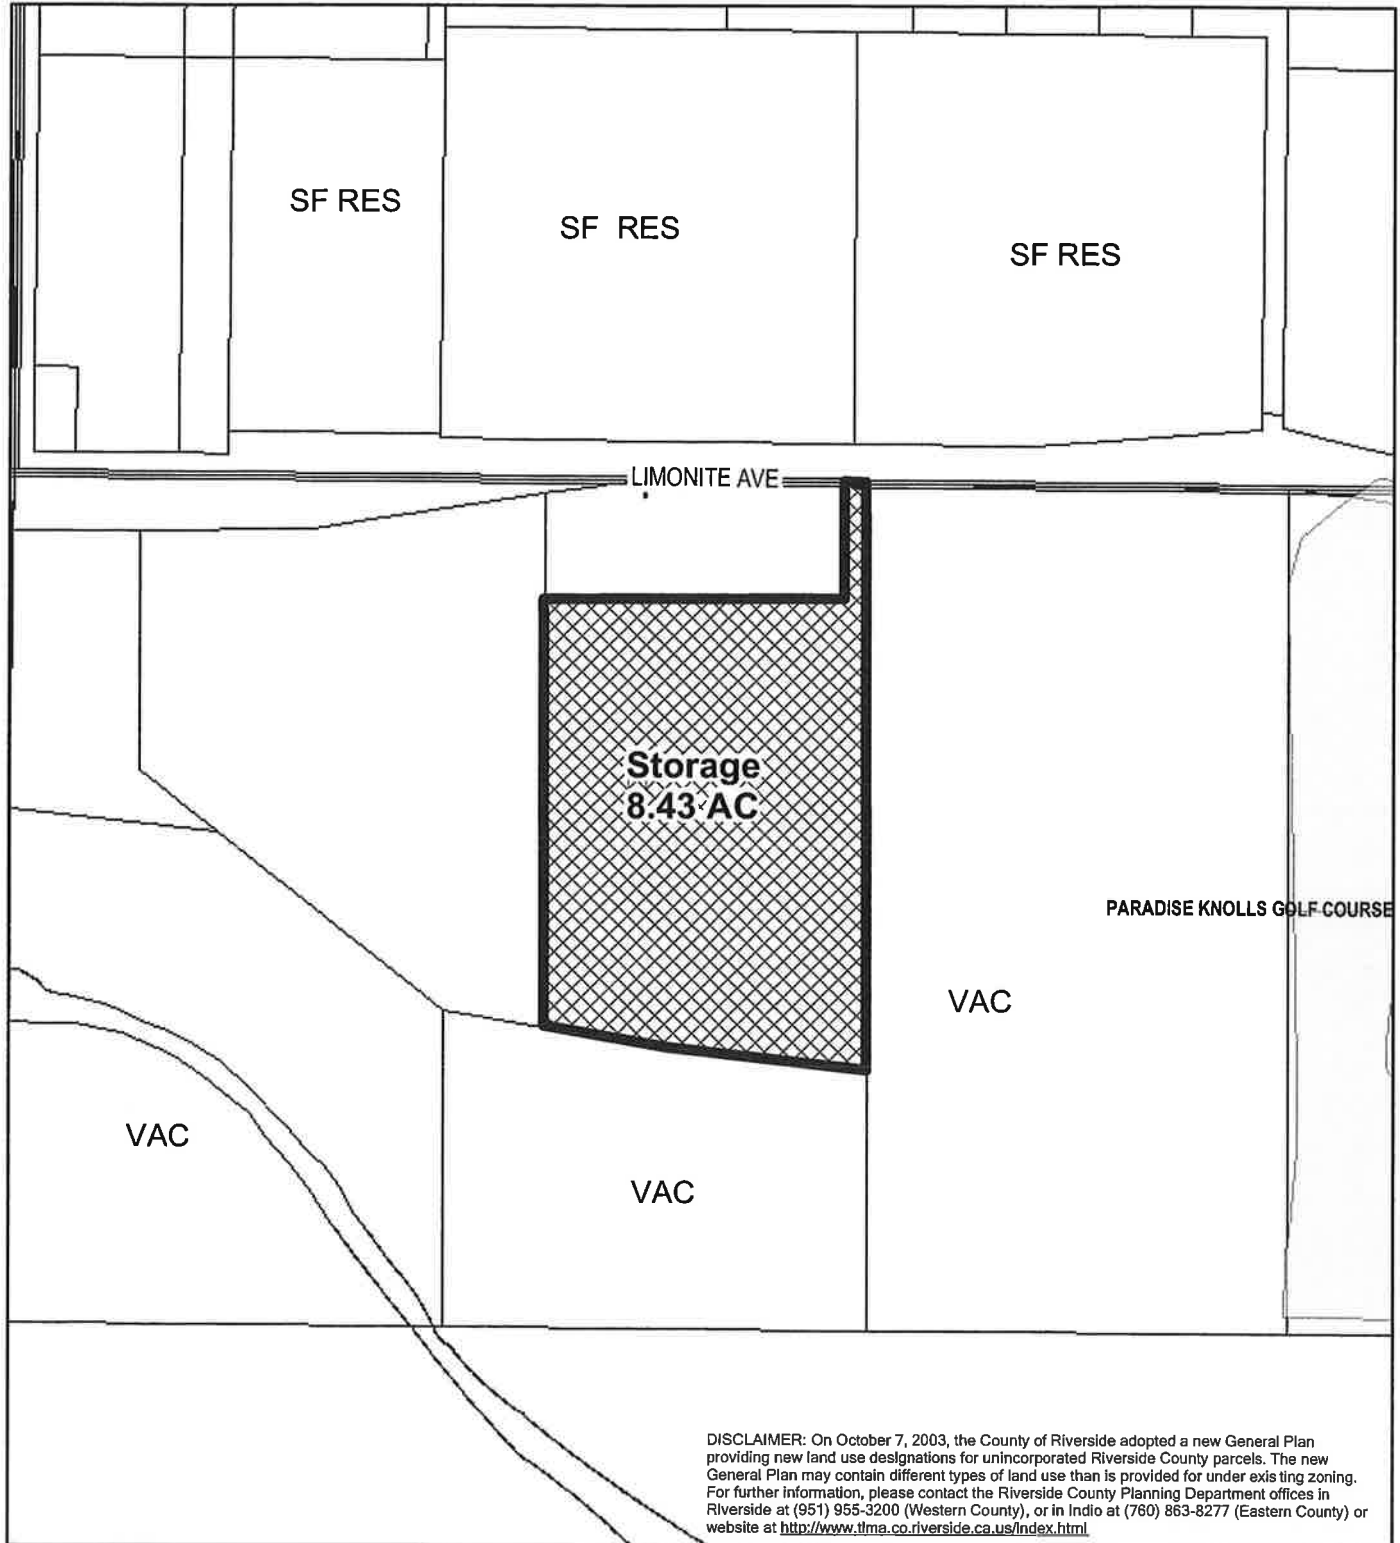 SF RES
SF RES
SF RES
LIMONITE AVE
Storage
8.43 AC
PARADISE KNOLLS GOLF COURSE
VAC
VAC
VAC
DISCLAIMER: On October 7, 2003, the County of Riverside adopted a new General Plan
providing new land use designations for unincorporated Riverside County parcels. The new
General Plan may contain different types of land use than is provided for under existing zoning.
For further information, please contact the Riverside County Planning Department offices in
Riverside at (951) 955-3200 (Western County), or in Indio at (760) 863-8277 (Eastern County) or
website at http://www.tlma.co.riverside.ca.us/index.html